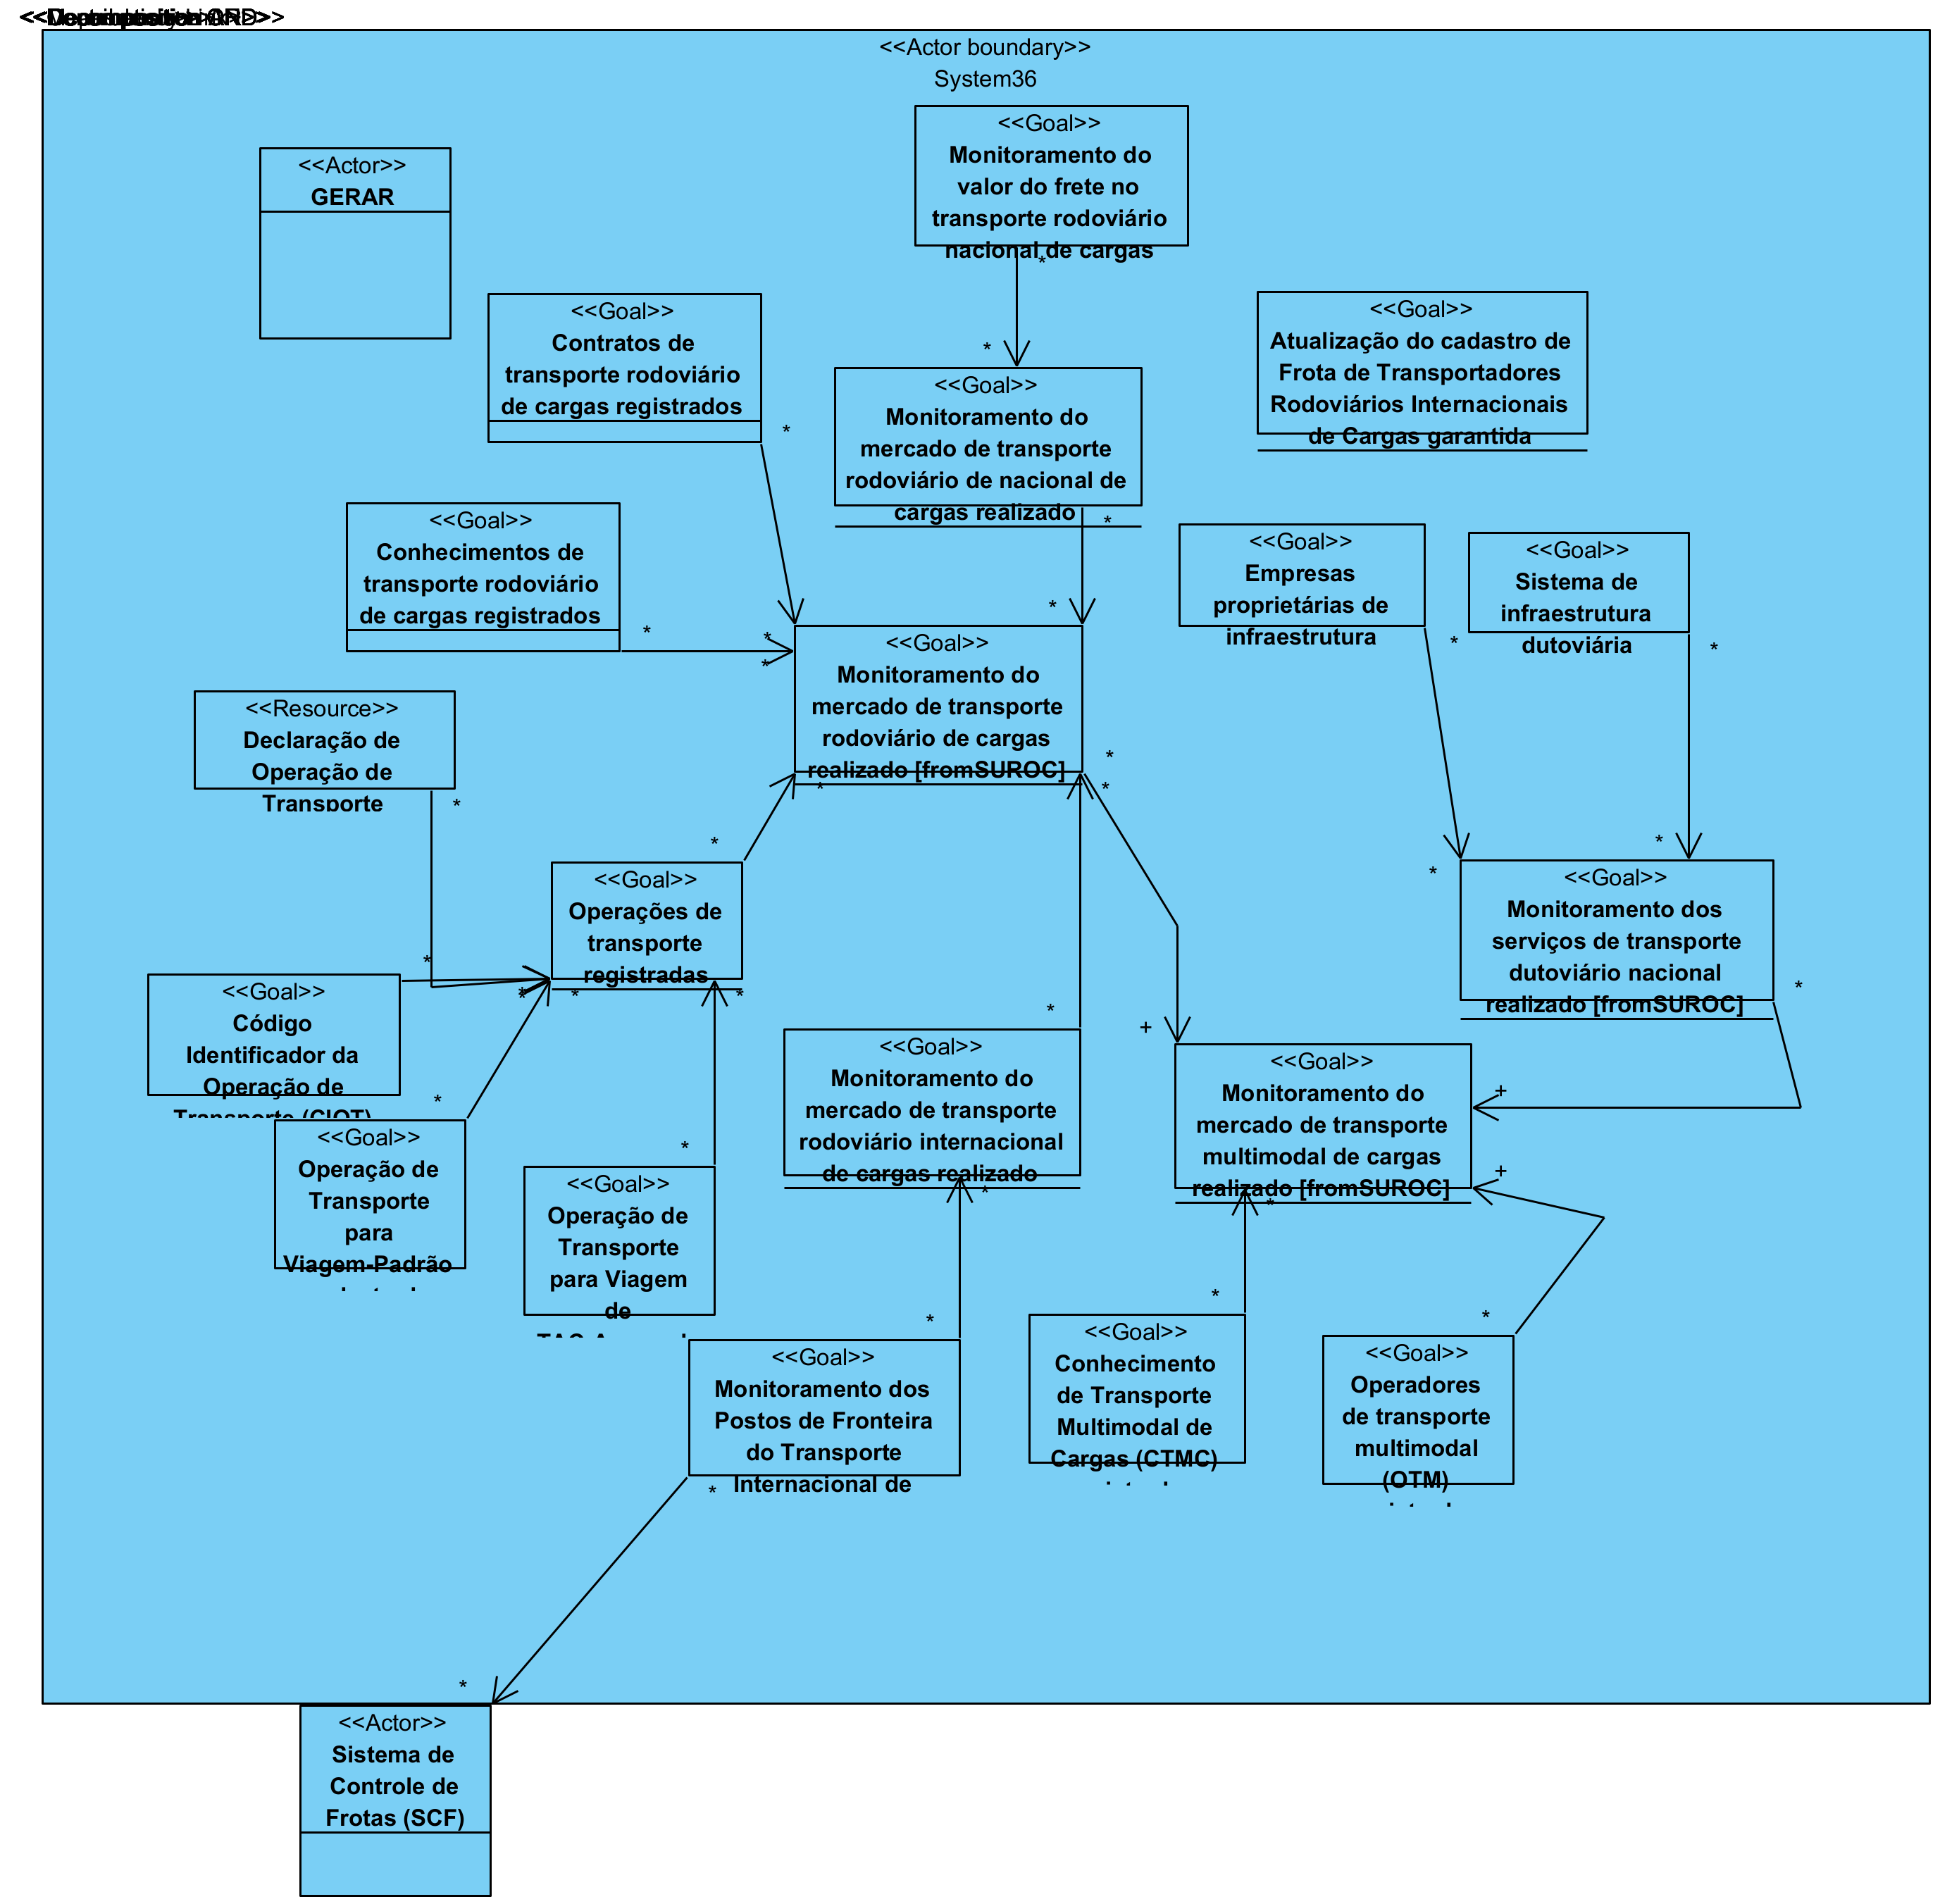 <<Actor boundary>>
System36
<<Goal>>
Monitoramento do
valor do frete no
transporte rodoviário
nacional de cargas
<<Actor>>
GERAR
<<Goal>>
Contratos de
transporte rodoviário
de cargas registrados
<<Goal>>
Atualização do cadastro de
Frota de Transportadores
Rodoviários Internacionais
de Cargas garantida
<<Goal>>
Monitoramento do
mercado de transporte
rodoviário de nacional de
cargas realizado
<<Goal>>
Conhecimentos de
transporte rodoviário
de cargas registrados
<<Goal>>
Empresas
proprietárias de
infraestrutura
<<Goal>>
Sistema de
infraestrutura
dutoviária
<<Goal>>
Monitoramento do
mercado de transporte
rodoviário de cargas
realizado [fromSUROC]
<<Resource>>
Declaração de
Operação de
Transporte
<<Goal>>
Operações de
transporte
registradas
<<Goal>>
Monitoramento dos
serviços de transporte
dutoviário nacional
realizado [fromSUROC]
<<Goal>>
Código
Identificador da
Operação de
Transporte (CIOT)
<<Goal>>
Monitoramento do
mercado de transporte
rodoviário internacional
de cargas realizado
<<Goal>>
Monitoramento do
mercado de transporte
multimodal de cargas
realizado [fromSUROC]
<<Goal>>
Operação de
Transporte
para
Viagem-Padrão
<<Goal>>
Operação de
Transporte
para Viagem
de
<<Goal>>
Monitoramento dos
Postos de Fronteira
do Transporte
Internacional de
<<Goal>>
Conhecimento
de Transporte
Multimodal de
Cargas (CTMC)
<<Goal>>
Operadores
de transporte
multimodal
(OTM)
<<Actor>>
Sistema de
Controle de
Frotas (SCF)